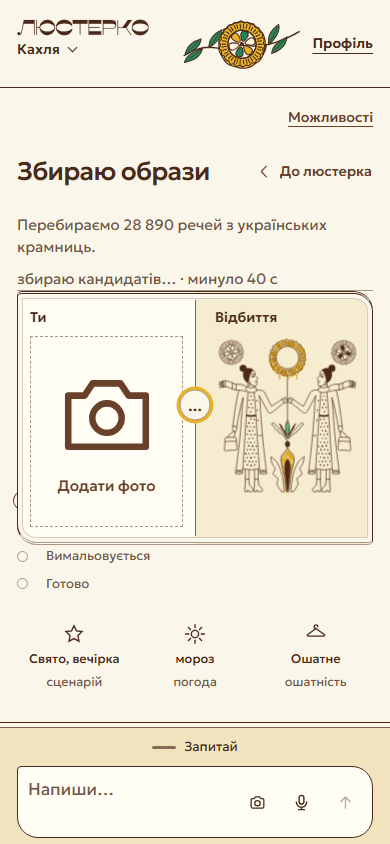 ЛЮСТЕРКО
Кахля
Профіль
Можливості
Збираю образи
До люстерка
Перебираємо 28 890 речей з українських
крамниць.
збираю кандидатів... · минуло 40 с
Ти
Відбиття
...
Додати фото
Вимальовується
Готово
Свято, вечірка
мороз
Ошатне
сценарій
погода
ошатність
Запитай
Напиши...